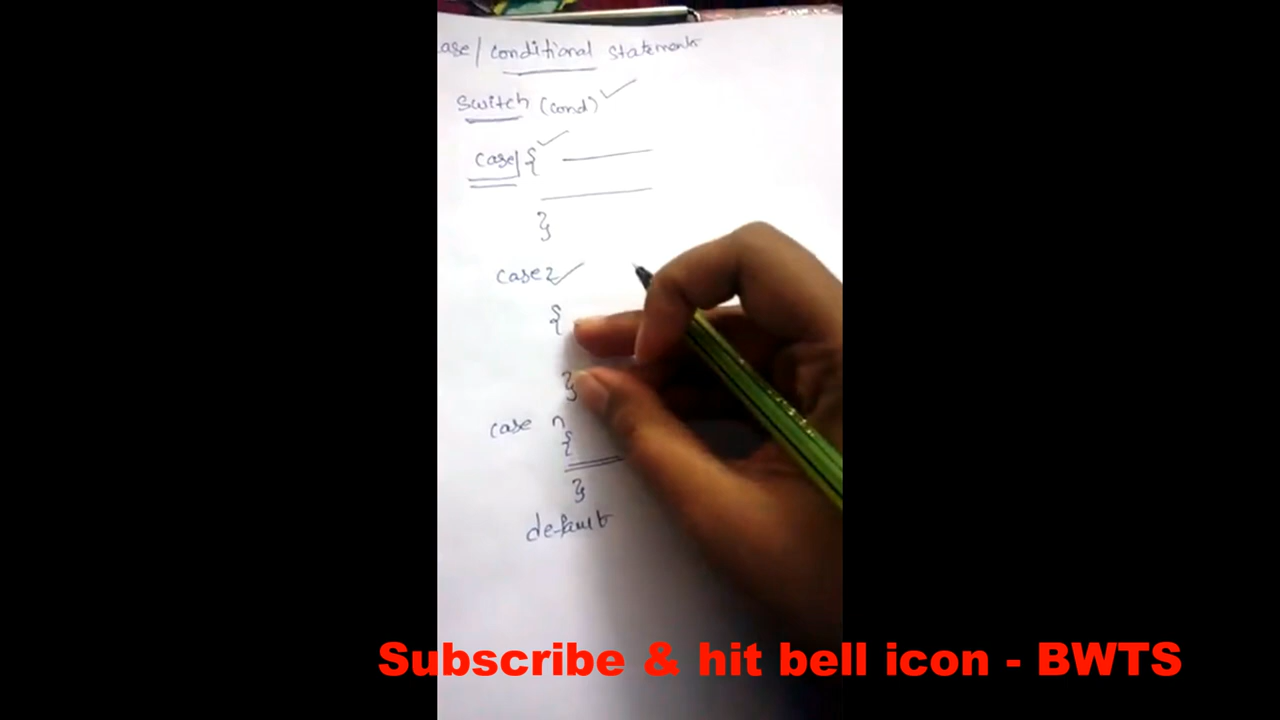 ase/ conditional statements
Switch (cond)
case1 {
}
case2
{
}
case n
{
}
default
Subscribe & hit bell icon - BWTS